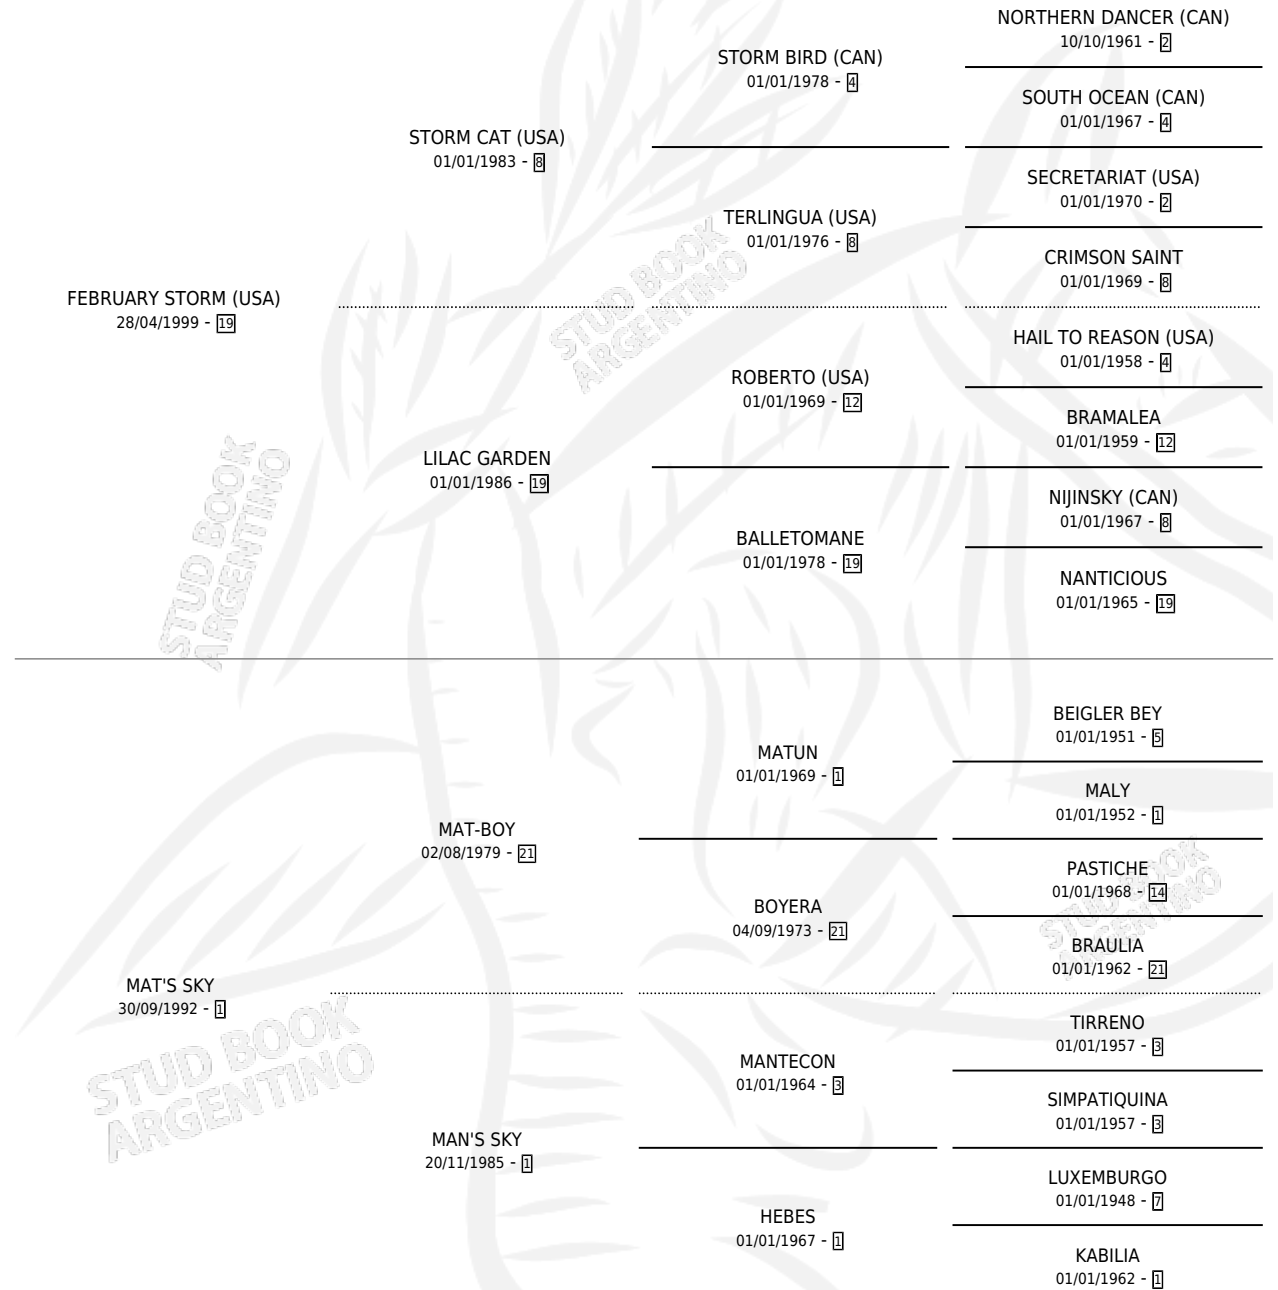 NORTHERN DANCER (CAN)
10/10/1961 - 2
STORM BIRD (CAN)
01/01/1978 - 4
SOUTH OCEAN (CAN)
01/01/1967 - 4
STORM CAT (USA)
01/01/1983 - 8
SECRETARIAT (USA)
01/01/1970 - 2
TERLINGUA (USA)
01/01/1976 - 8
CRIMSON SAINT
01/01/1969 - 8
FEBRUARY STORM (USA)
28/04/1999 - 19
HAIL TO REASON (USA)
01/01/1958 - 4
ROBERTO (USA)
01/01/1969 - 12
BRAMALEA
01/01/1959 - 12
LILAC GARDEN
01/01/1986 - 19
NIJINSKY (CAN)
01/01/1967 - 8
BALLETOMANE
01/01/1978 - 19
NANTICIOUS
01/01/1965 - 19
BEIGLER BEY
01/01/1951 - 5
MATUN
01/01/1969 - 1
MALY
01/01/1952 - 1
MAT-BOY
02/08/1979 - 21
PASTICHE
01/01/1968 - 14
BOYERA
04/09/1973 - 21
BRAULIA
01/01/1962 - 21
MAT'S SKY
30/09/1992 - 1
TIRRENO
01/01/1957 - 3
MANTECON
01/01/1964 - 3
SIMPATIQUINA
01/01/1957 - 3
MAN'S SKY
20/11/1985 - 1
LUXEMBURGO
01/01/1948 - 7
HEBES
01/01/1967 - 1
KABILIA
01/01/1962 - 1
STUD BOOK
ARGENTINO
STUD BOOK
ARGENTINO
STUD BOOK
ARGENTINO
STUD BOOK
ARGENTINO